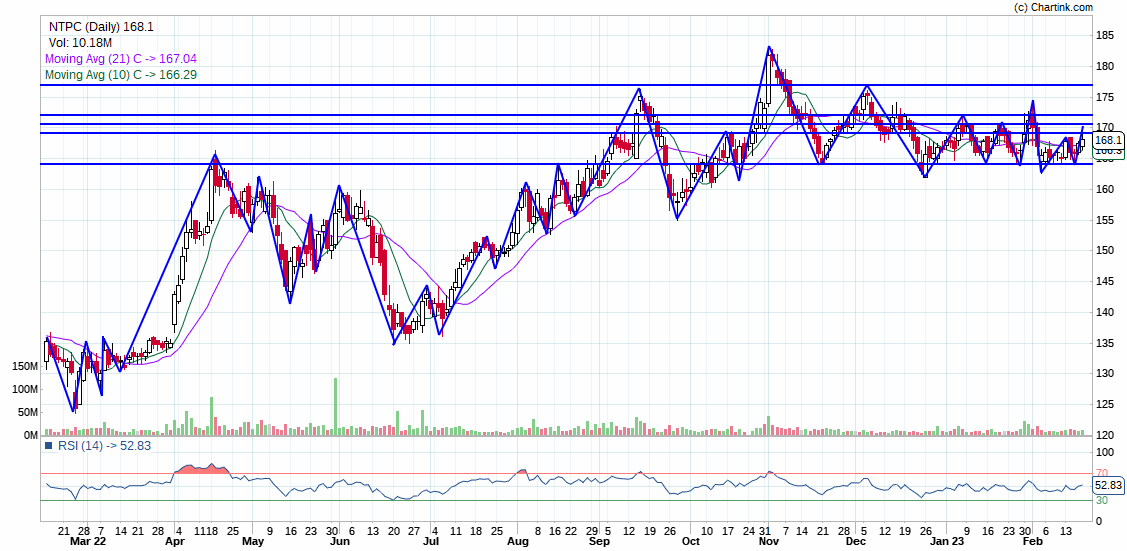 (c) Chartink.com
NTPC (Daily) 168.1
Vol: 10.18M
Moving Avg (21) C -> 167.04
Moving Avg (10) C -> 166.29
185
180
175
170
168.1
160
155
150
145
140
135
130
125
120
150M
100M
50M
0M
RSI (14) -> 52.83
100
70
52.83
30
0
21 28 7 14 21 28 4 11 18 25 2 9 16 23 30 6 13 20 27 4 11 18 25 1 8 16 22 29 5 12 19 26 3 10 17 24 31 7 14 21 28 5 12 19 26 2 9 16 23 30 6 13
Mar 22 Apr May Jun Jul Aug Sep Oct Nov Dec Jan 23 Feb